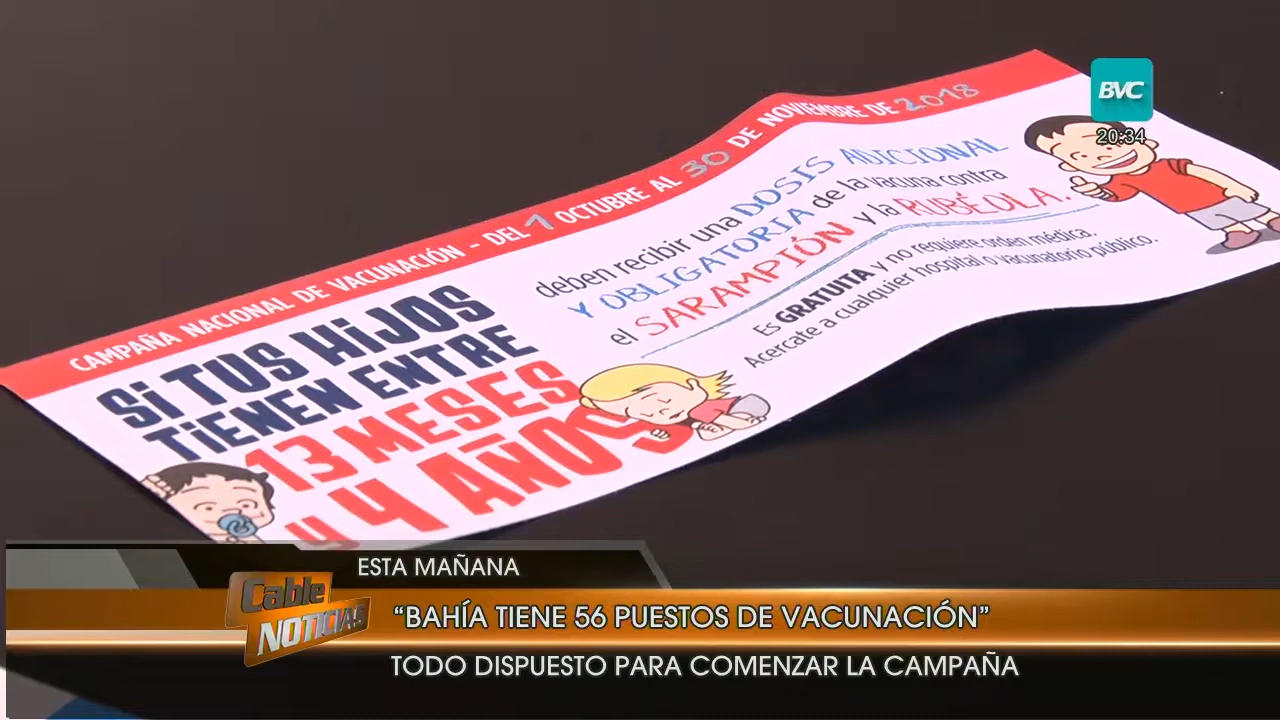 BVC
20:34
CAMPAÑA NACIONAL DE VACUNACIÓN - DEL 1 OCTUBRE AL 30 DE NOVIEMBRE DE 2018
SI TUS HIJOS
TIENEN ENTRE
13 MESES
y 4 AÑOS
deben recibir una DOSIS ADICIONAL
Y OBLIGATORIA de la vacuna contra
el SARAMPIÓN y la RUBÉOLA.
Es GRATUITA y no requiere orden médica.
Acercate a cualquier hospital o vacunatorio público.
ESTA MAÑANA
Cable
NOTICIAS
“BAHÍA TIENE 56 PUESTOS DE VACUNACIÓN”
TODO DISPUESTO PARA COMENZAR LA CAMPAÑA